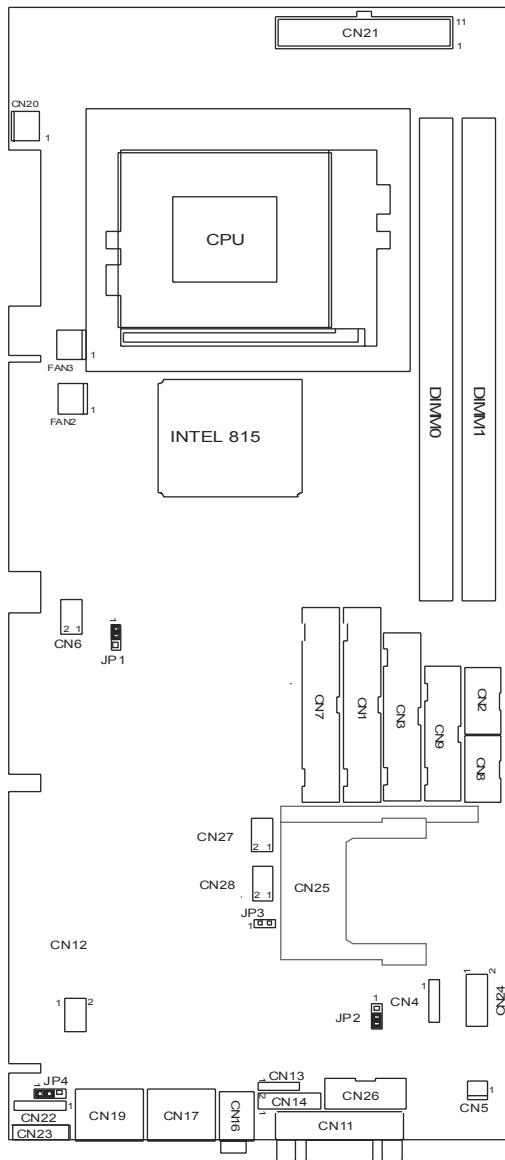 CN21
11
1
CN20
1
CPU
FAN3
1
FAN2
1
INTEL 815
DIMM0
DIMM1
2 1
CN6
1
JP1
CN7
CN1
CN3
CN9
CN2
CN8
CN27
2 1
CN28
2 1
CN25
JP3
1
CN12
1
2
1
JP2
CN4
1
1
2
CN24
1
JP4
CN22
CN23
CN19
CN17
CN16
1
CN13
2
1
CN14
CN26
CN11
1
CN5